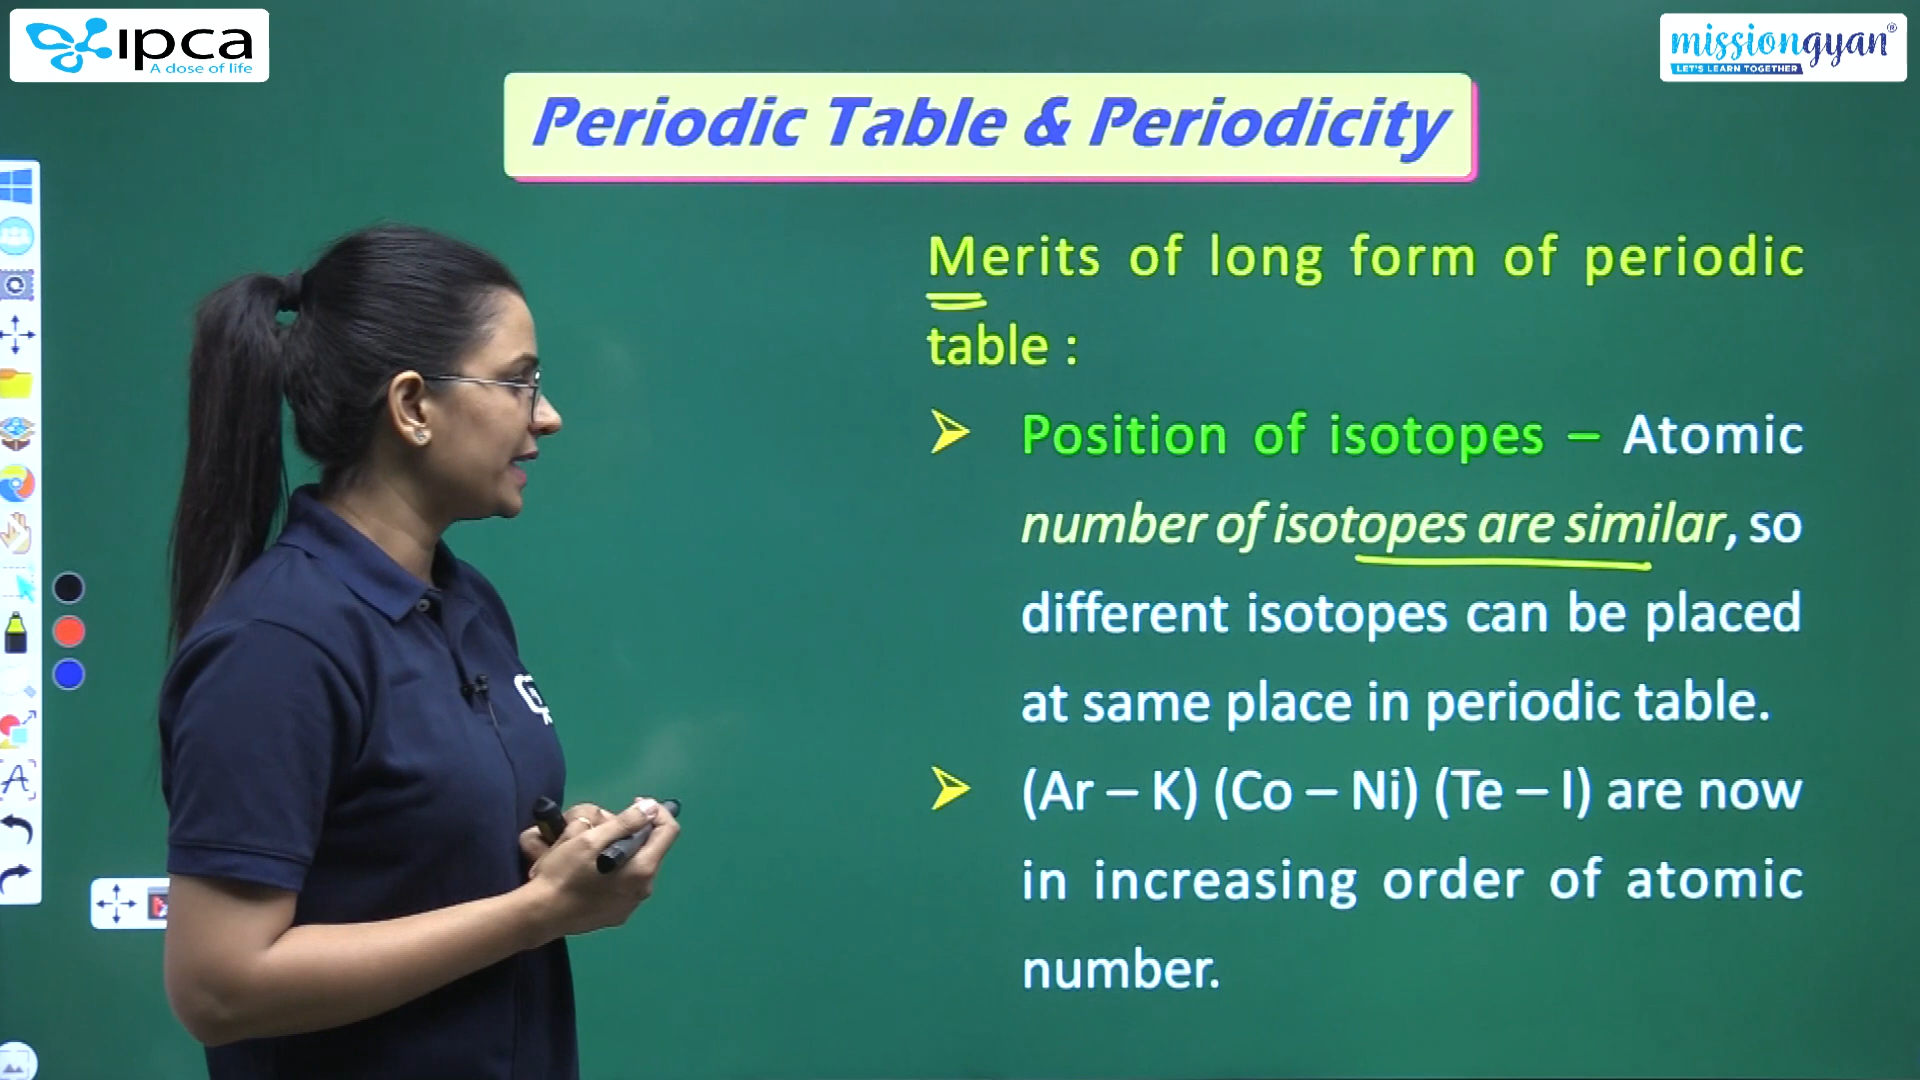 ipca
A dose of life
missiongyan®
LET'S LEARN TOGETHER
Periodic Table & Periodicity
Merits of long form of periodic
table :
Position of isotopes – Atomic
number of isotopes are similar, so
different isotopes can be placed
at same place in periodic table.
(Ar – K) (Co – Ni) (Te – I) are now
in increasing order of atomic
number.
A